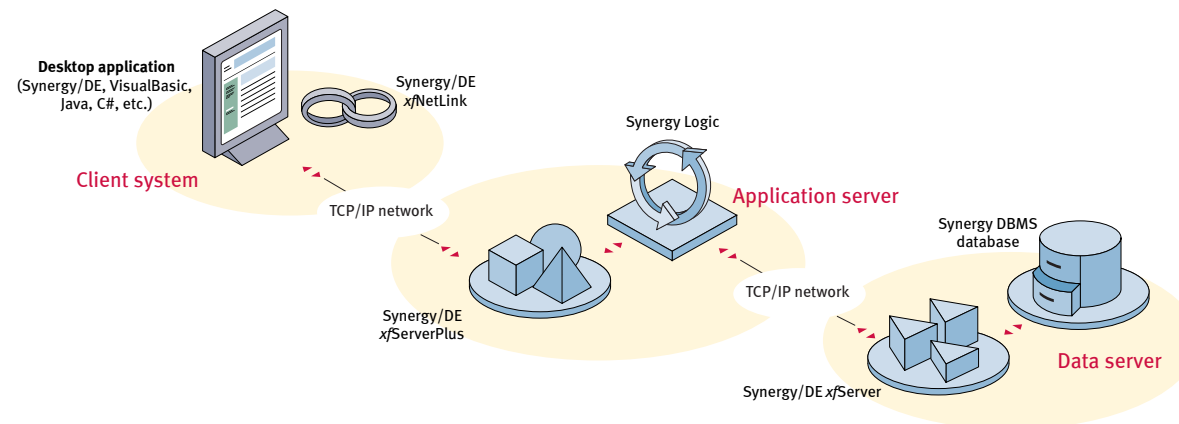 Desktop application
(Synergy/DE, VisualBasic,
Java, C#, etc.)
Synergy/DE
xfNetLink
Client system
TCP/IP network
Synergy Logic
Application server
Synergy/DE
xfServerPlus
TCP/IP network
Synergy DBMS
database
Synergy/DE xfServer
Data server